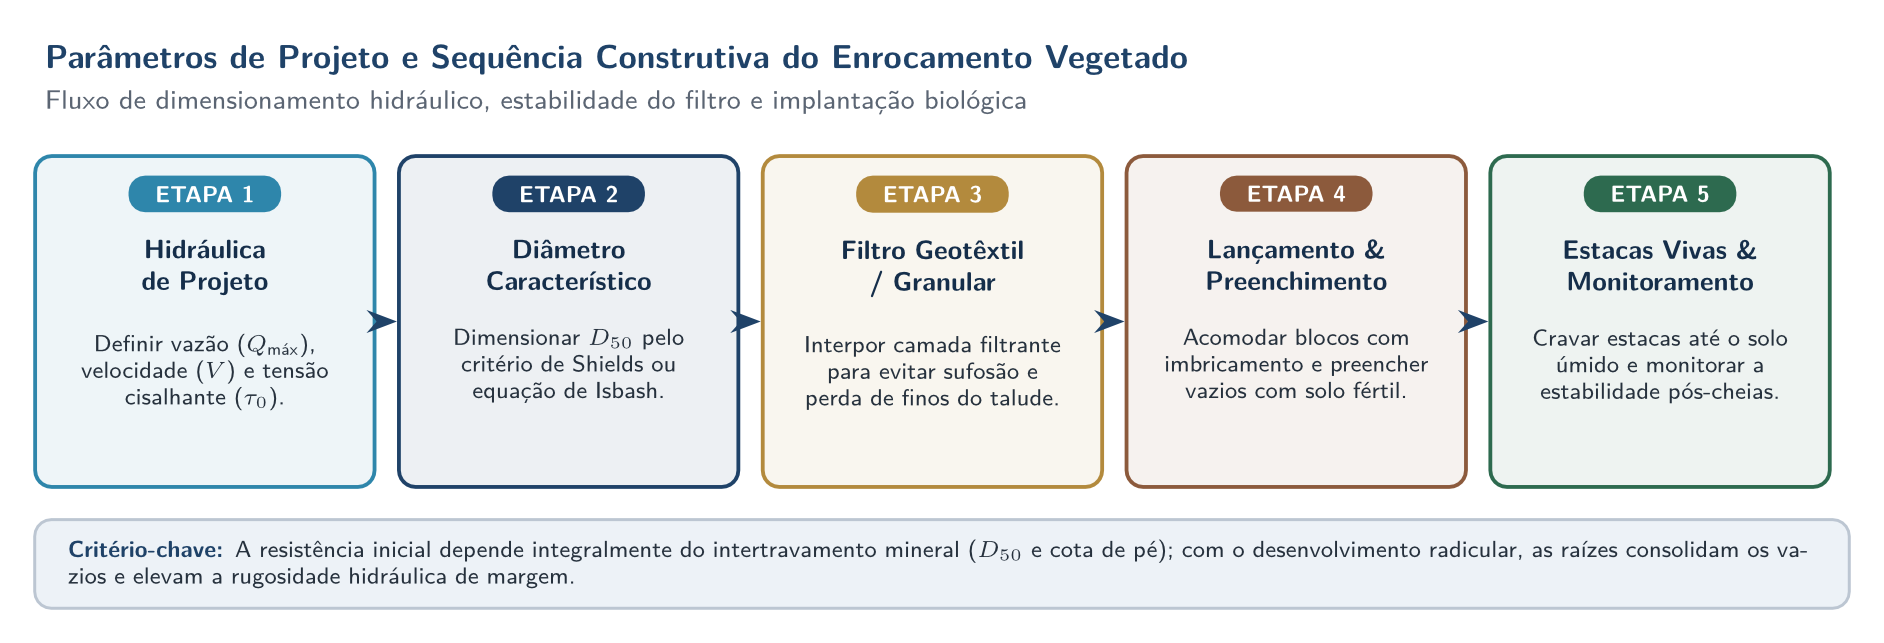 Parâmetros de Projeto e Sequência Construtiva do Enrocamento Vegetado
Fluxo de dimensionamento hidráulico, estabilidade do filtro e implantação biológica
ETAPA 1
Hidráulica
de Projeto
Definir vazão (Qmáx),
velocidade (V) e tensão
cisalhante (τ0).
ETAPA 2
Diâmetro
Característico
Dimensionar D50 pelo
critério de Shields ou
equação de Isbash.
ETAPA 3
Filtro Geotêxtil
/ Granular
Interpor camada filtrante
para evitar sufosão e
perda de finos do talude.
ETAPA 4
Lançamento &
Preenchimento
Acomodar blocos com
imbricamento e preencher
vazios com solo fértil.
ETAPA 5
Estacas Vivas &
Monitoramento
Cravar estacas até o solo
úmido e monitorar a
estabilidade pós-cheias.
Critério-chave: A resistência inicial depende integralmente do intertravamento mineral (D50 e cota de pé); com o desenvolvimento radicular, as raízes consolidam os va-
zios e elevam a rugosidade hidráulica de margem.